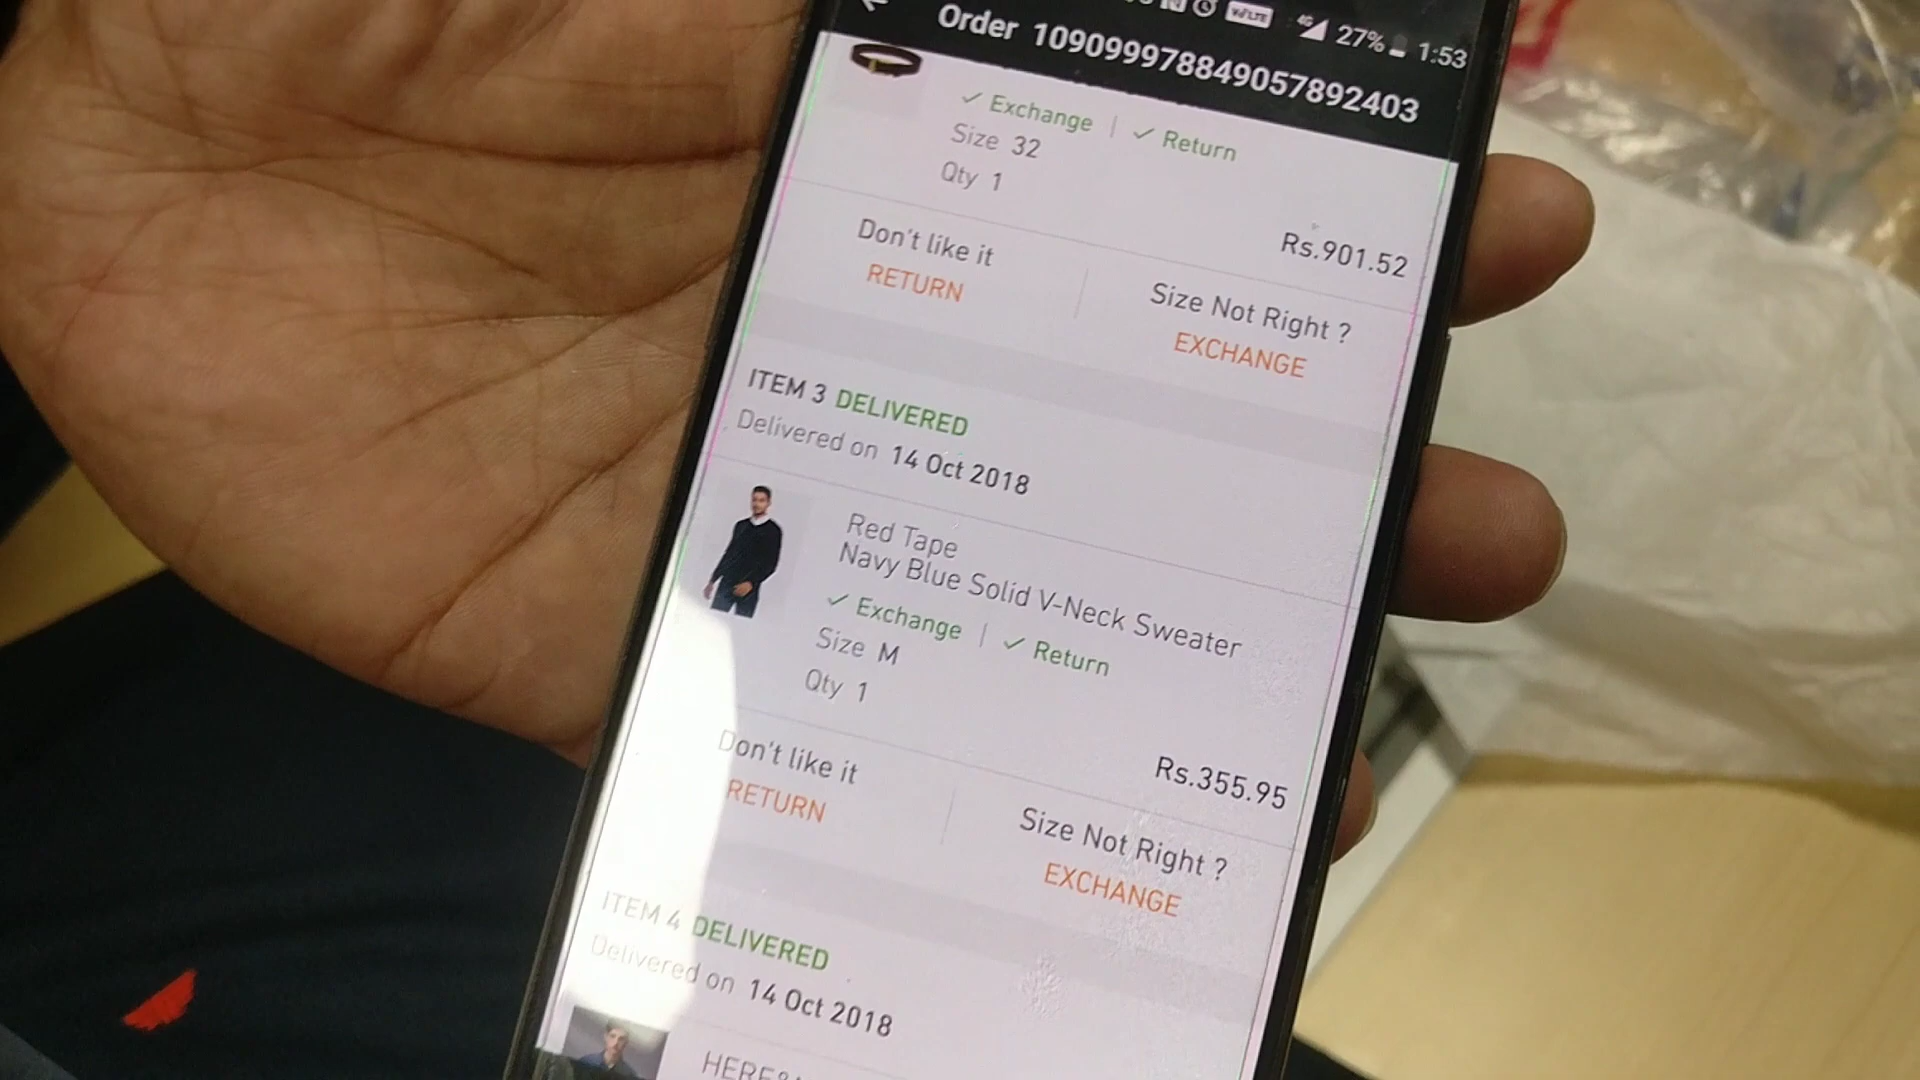 VoLTE 4G 27% 1:53
Order 109099978849057892403
✓ Exchange | ✓ Return
Size 32
Qty 1
Rs.901.52
Don't like it
RETURN
Size Not Right ?
EXCHANGE
ITEM 3 DELIVERED
Delivered on 14 Oct 2018
Red Tape
Navy Blue Solid V-Neck Sweater
✓ Exchange | ✓ Return
Size M
Qty 1
Rs.355.95
Don't like it
RETURN
Size Not Right ?
EXCHANGE
ITEM 4 DELIVERED
Delivered on 14 Oct 2018